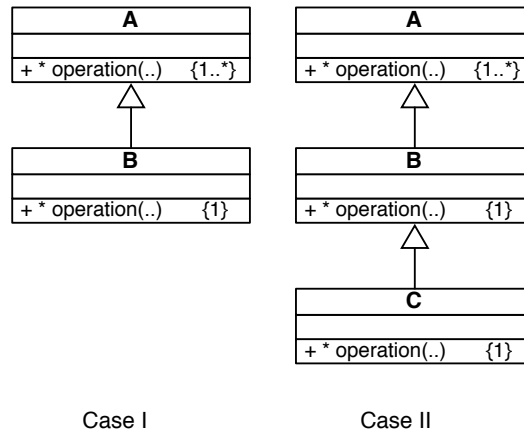 A
+ * operation(..) {1..*}
B
+ * operation(..) {1}
Case I
A
+ * operation(..) {1..*}
B
+ * operation(..) {1}
C
+ * operation(..) {1}
Case II